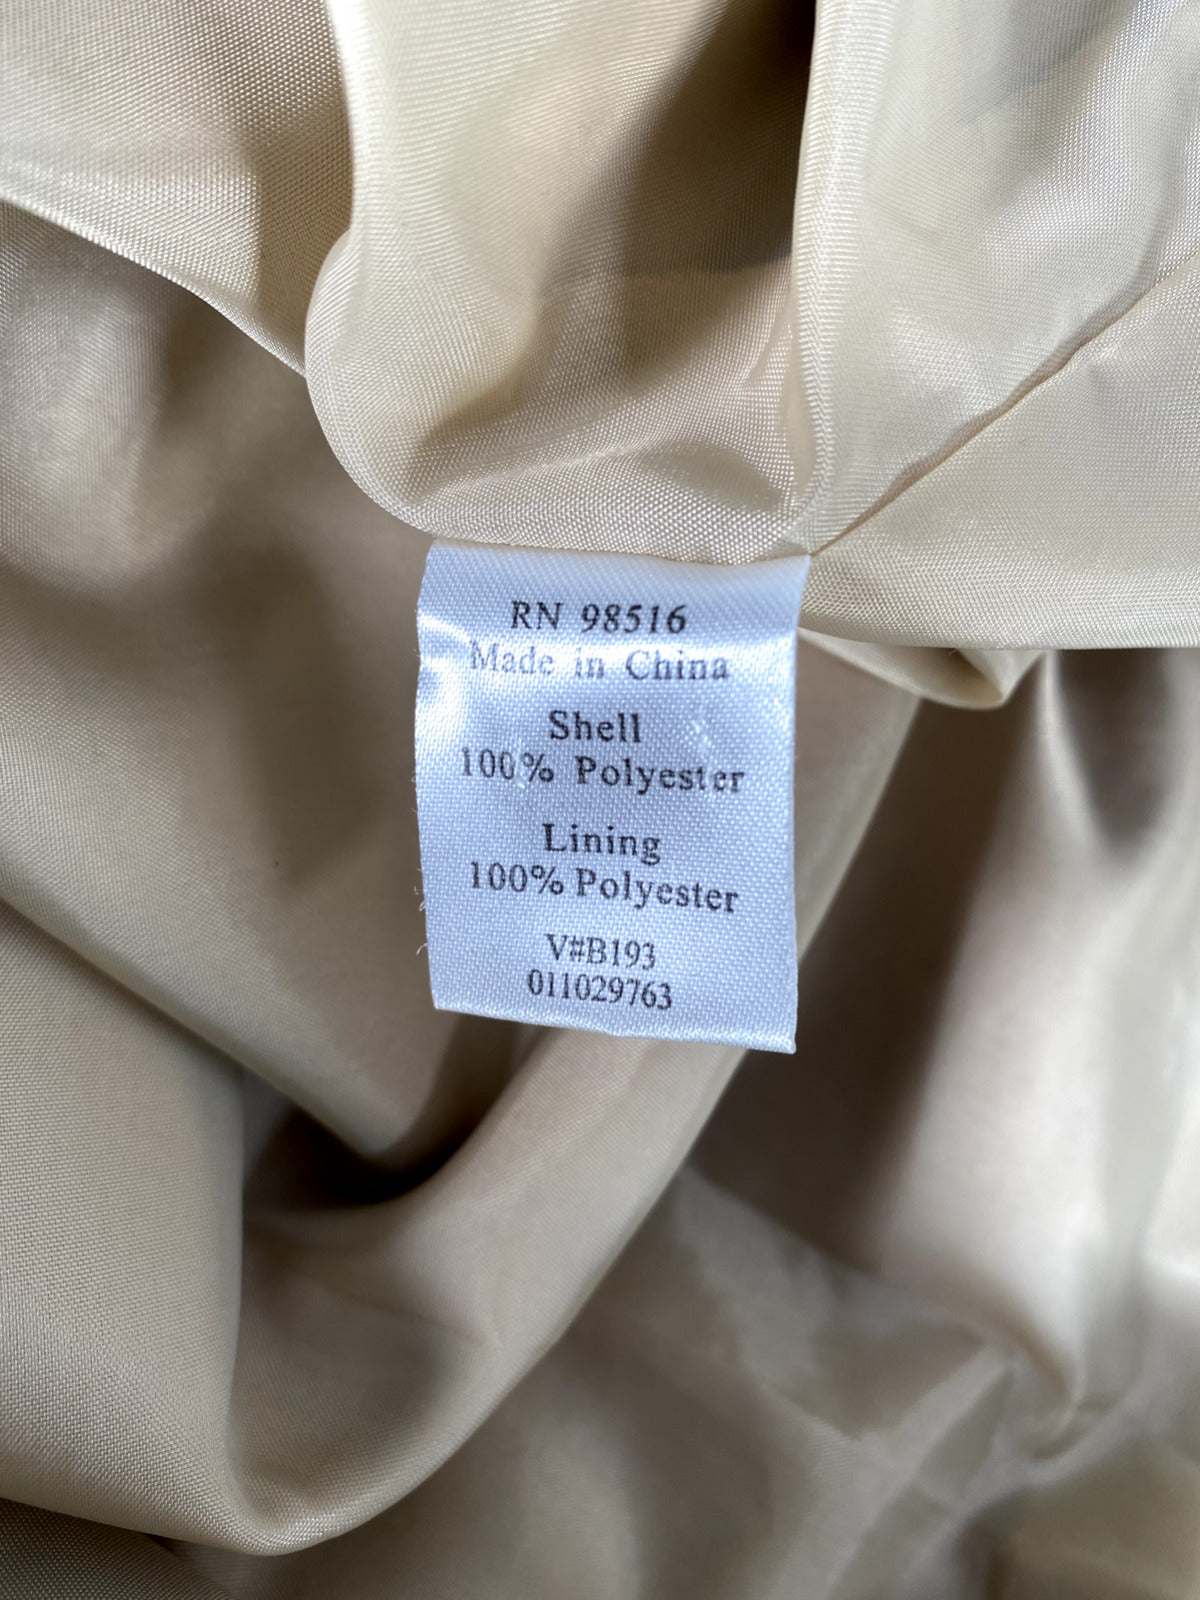 RN 98516
Made in China
Shell
100% Polyester
Lining
100% Polyester
V#B193
011029763